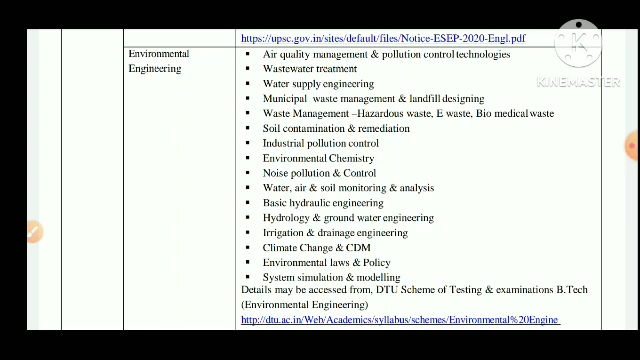 https://upsc.gov.in/sites/default/files/Notice-ESEP-2020-Engl.pdf
K
KINEMASTER
Environmental
Engineering
▪ Air quality management & pollution control technologies
▪ Wastewater treatment
▪ Water supply engineering
▪ Municipal waste management & landfill designing
▪ Waste Management –Hazardous waste, E waste, Bio medical waste
▪ Soil contamination & remediation
▪ Industrial pollution control
▪ Environmental Chemistry
▪ Noise pollution & Control
▪ Water, air & soil monitoring & analysis
▪ Basic hydraulic engineering
▪ Hydrology & ground water engineering
▪ Irrigation & drainage engineering
▪ Climate Change & CDM
▪ Environmental laws & Policy
▪ System simulation & modelling
Details may be accessed from, DTU Scheme of Testing & examinations B.Tech
(Environmental Engineering)
http://dtu.ac.in/Web/Academics/syllabus/schemes/Environmental%20Engine